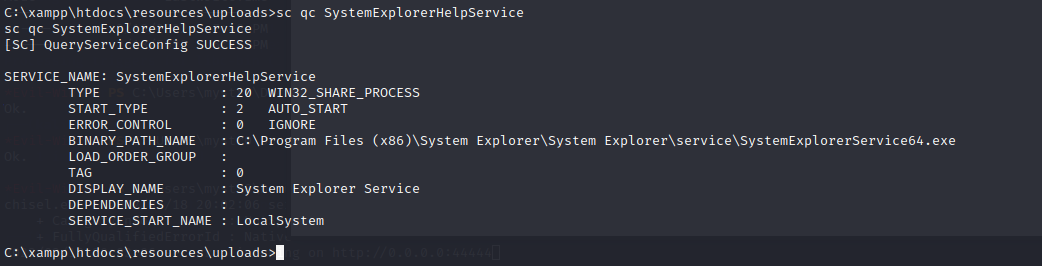 C:\xampp\htdocs\resources\uploads>sc qc SystemExplorerHelpService
sc qc SystemExplorerHelpService
[SC] QueryServiceConfig SUCCESS

SERVICE_NAME: SystemExplorerHelpService
        TYPE               : 20  WIN32_SHARE_PROCESS
        START_TYPE         : 2   AUTO_START
        ERROR_CONTROL      : 0   IGNORE
        BINARY_PATH_NAME   : C:\Program Files (x86)\System Explorer\System Explorer\service\SystemExplorerService64.exe
        LOAD_ORDER_GROUP   :
        TAG                : 0
        DISPLAY_NAME       : System Explorer Service
        DEPENDENCIES       :
        SERVICE_START_NAME : LocalSystem

C:\xampp\htdocs\resources\uploads>